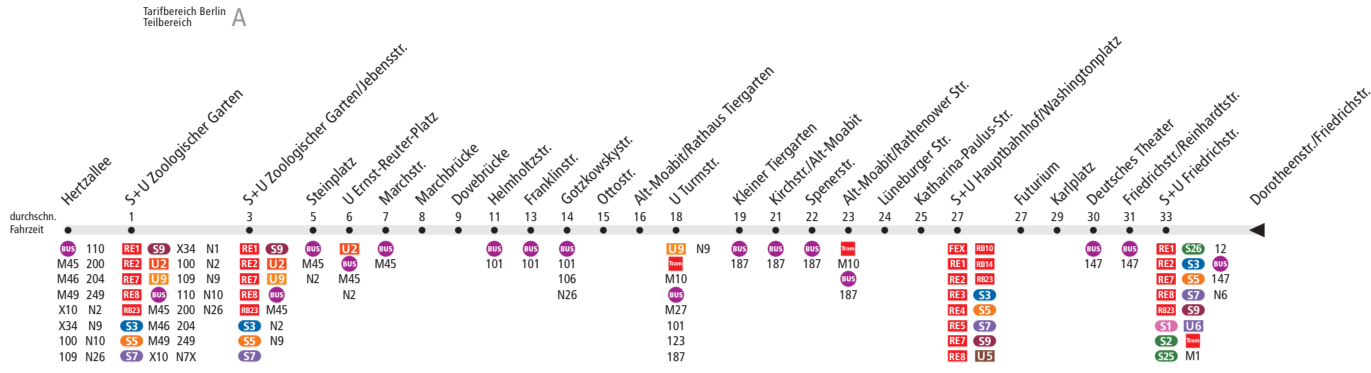 Tarifbereich Berlin
Teilbereich
A
Hertzallee
S+U Zoologischer Garten
S+U Zoologischer Garten/Jebensstr.
Steinplatz
U Ernst-Reuter-Platz
Marchstr.
Marchbrücke
Dovebrücke
Helmholtzstr.
Franklinstr.
Gotzkowskystr.
Ottostr.
Alt-Moabit/Rathaus Tiergarten
U Turmstr.
Kleiner Tiergarten
Kirchstr./Alt-Moabit
Spenerstr.
Alt-Moabit/Rathenower Str.
Lüneburger Str.
Katharina-Paulus-Str.
S+U Hauptbahnhof/Washingtonplatz
Futurium
Karlplatz
Deutsches Theater
Friedrichstr./Reinhardtstr.
S+U Friedrichstr.
Dorotheenstr./Friedrichstr.
durchschn. 1 3 5 6 7 8 9 11 13 14 15 16 18 19 21 22 23 24 25 27 27 29 30 31 33
Fahrzeit
BUS 110 RE1 S9 X34 N1 RE1 S9 BUS U2 BUS BUS BUS BUS U9 N9 BUS BUS BUS Tram FEX RB10 BUS BUS RE1 S26 12
M45 200 RE2 U2 100 N2 RE2 U2 M45 BUS M45 101 101 101 Tram 187 187 187 M10 RE1 RB14 147 147 RE2 S3 BUS
M46 204 RE7 U9 109 N9 RE7 U9 N2 M45 106 M10 BUS RE2 RB23 RE7 S5 147
M49 249 RE8 BUS 110 N10 RE8 BUS N2 N26 BUS 187 RE3 S3 RE8 S7 N6
X10 N2 RB23 M45 200 N26 RB23 M45 M27 RE4 S5 RB23 S9
X34 N9 S3 M46 204 S3 N2 101 RE5 S7 S1 U6
100 N10 S5 M49 249 S5 N9 123 RE7 S9 S2 Tram
109 N26 S7 X10 N7X S7 187 RE8 U5 S25 M1